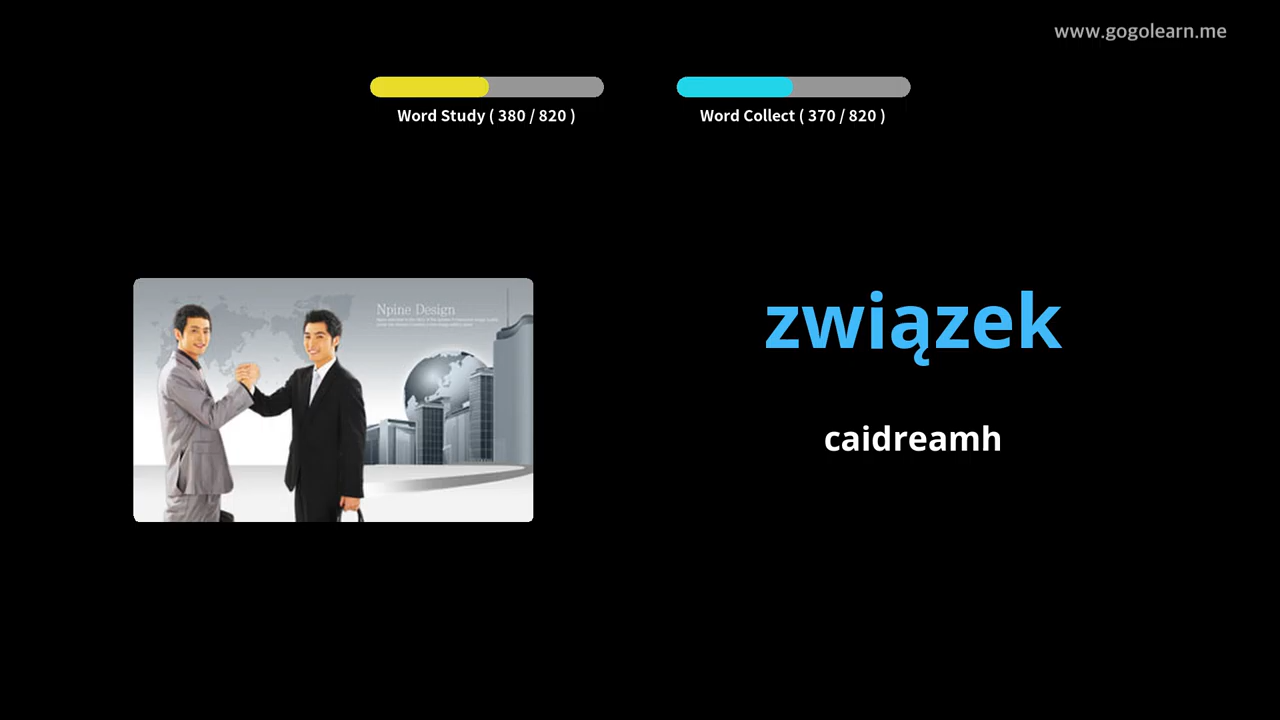 www.gogolearn.me
Word Study ( 380 / 820 )
Word Collect ( 370 / 820 )
Npine Design
związek
caidreamh